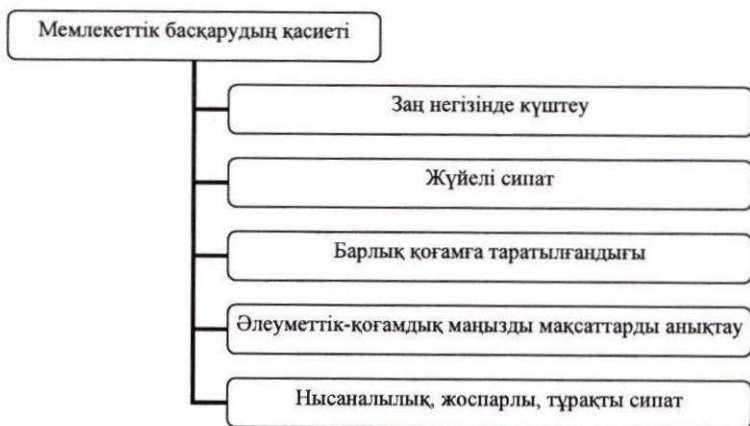 Мемлекеттік басқарудың қасиеті
Заң негізінде күштеу
Жүйелі сипат
Барлық қоғамға таратылғандығы
Әлеуметтік-қоғамдық маңызды мақсаттарды анықтау
Нысаналылық, жоспарлы, тұрақты сипат